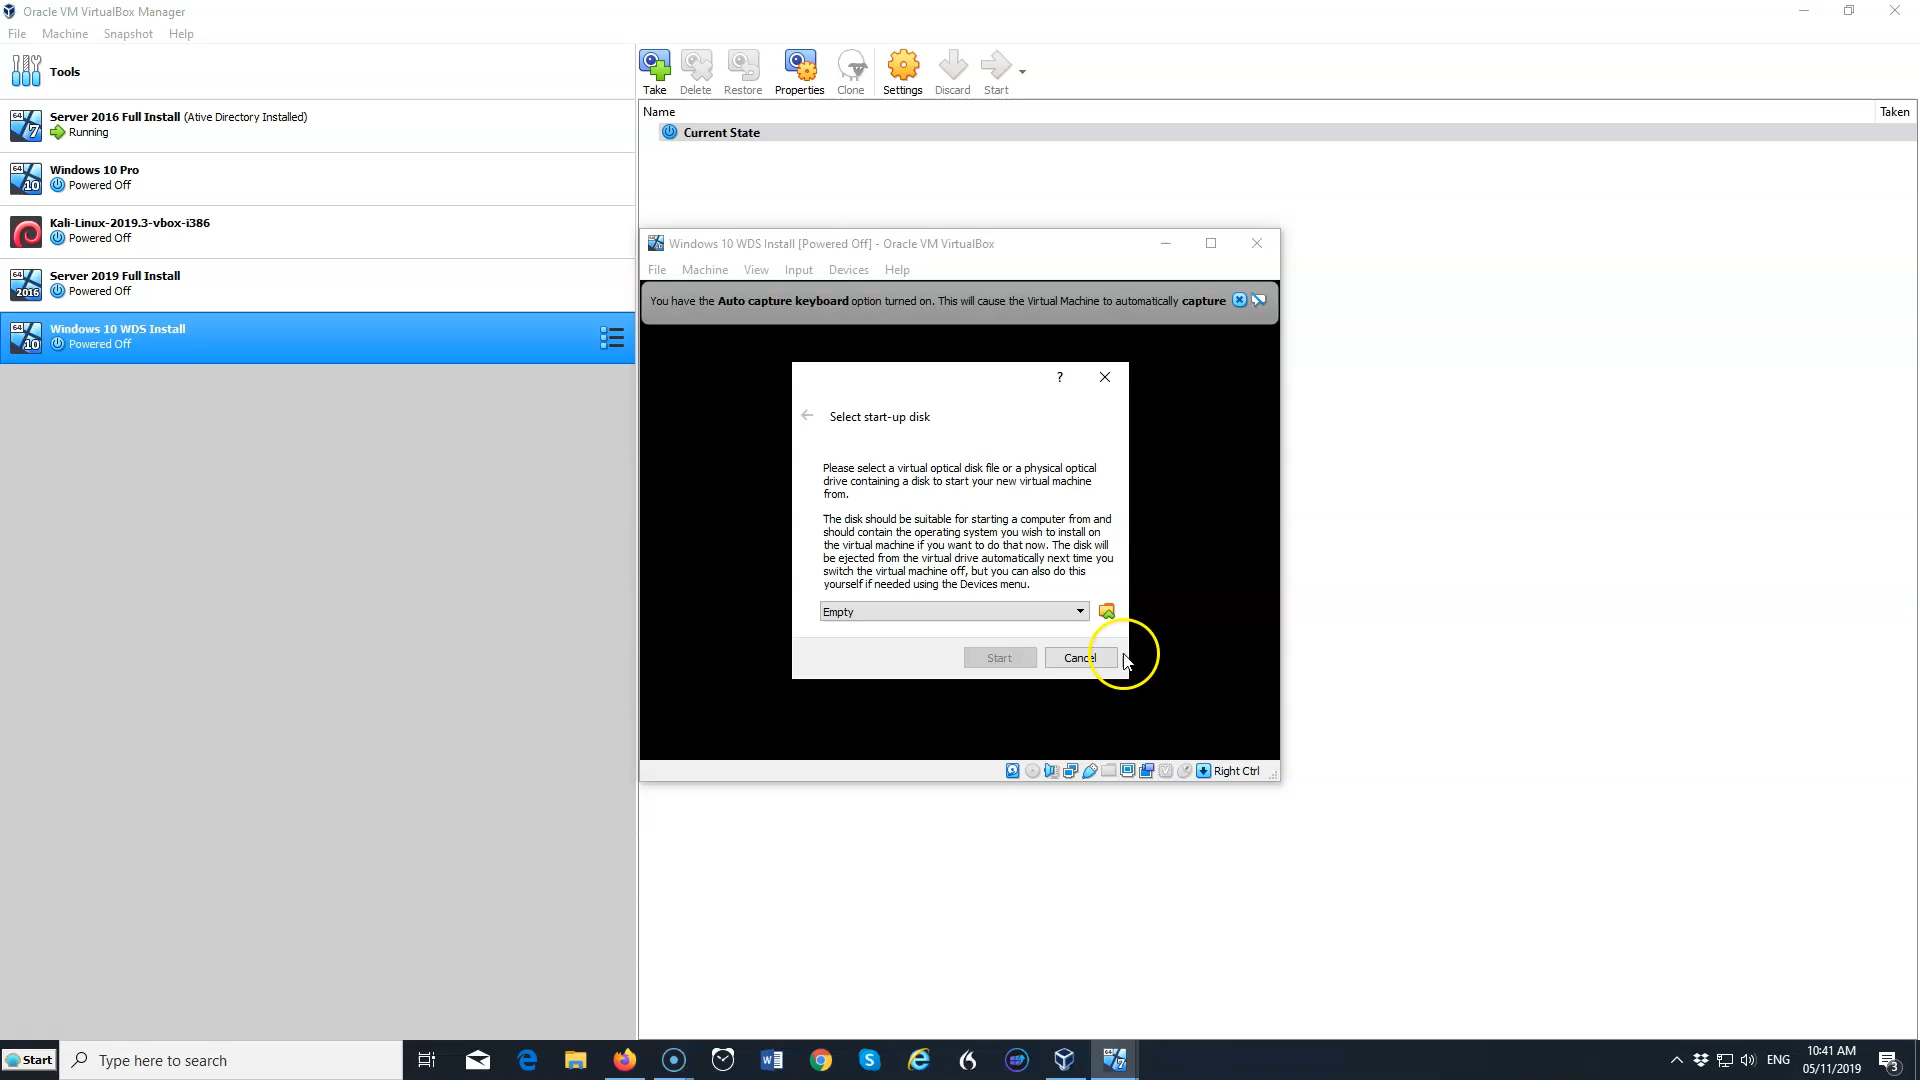 Oracle VM VirtualBox Manager
File Machine Snapshot Help
Tools
Take Delete Restore Properties Clone Settings Discard Start
Name Taken
Current State
64 7 Server 2016 Full Install (Ative Directory Installed)
Running
64 10 Windows 10 Pro
Powered Off
Kali-Linux-2019.3-vbox-i386
Powered Off
64 2016 Server 2019 Full Install
Powered Off
64 10 Windows 10 WDS Install
Powered Off
Windows 10 WDS Install [Powered Off] - Oracle VM VirtualBox
File Machine View Input Devices Help
You have the Auto capture keyboard option turned on. This will cause the Virtual Machine to automatically capture
?
Select start-up disk
Please select a virtual optical disk file or a physical optical
drive containing a disk to start your new virtual machine
from.
The disk should be suitable for starting a computer from and
should contain the operating system you wish to install on
the virtual machine if you want to do that now. The disk will
be ejected from the virtual drive automatically next time you
switch the virtual machine off, but you can also do this
yourself if needed using the Devices menu.
Empty
Start Cancel
Right Ctrl
Start Type here to search
ENG
10:41 AM
05/11/2019
3